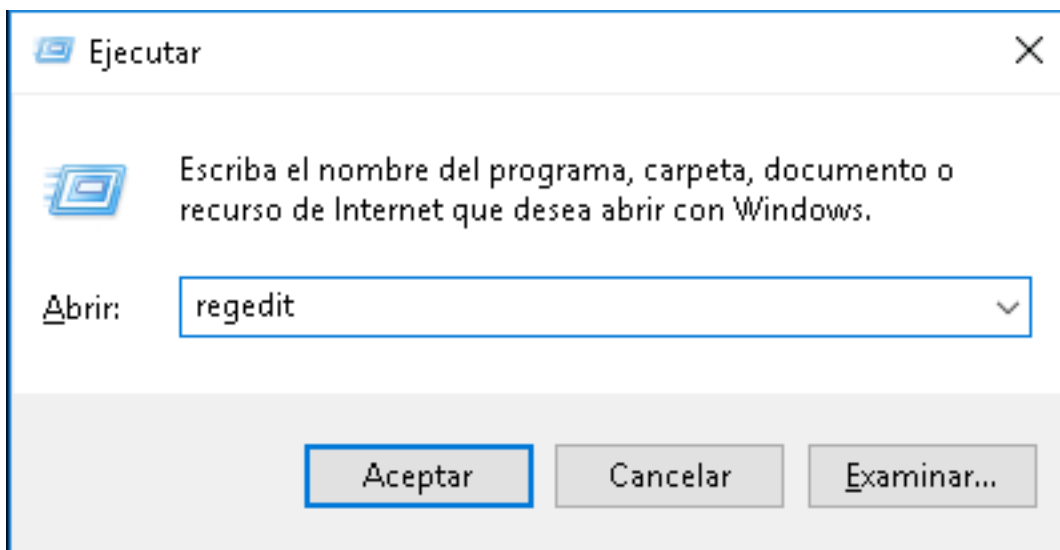 Ejecutar
Escriba el nombre del programa, carpeta, documento o
recurso de Internet que desea abrir con Windows.
Abrir: regedit
Aceptar Cancelar Examinar...